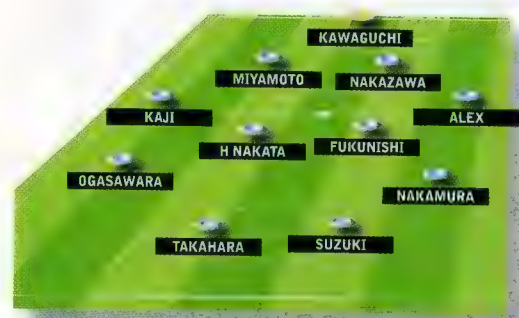 KAWAGUCHI
MIYAMOTO
NAKAZAWA
KAJI
ALEX
H NAKATA
FUKUNISHI
OGASAWARA
NAKAMURA
TAKAHARA
SUZUKI